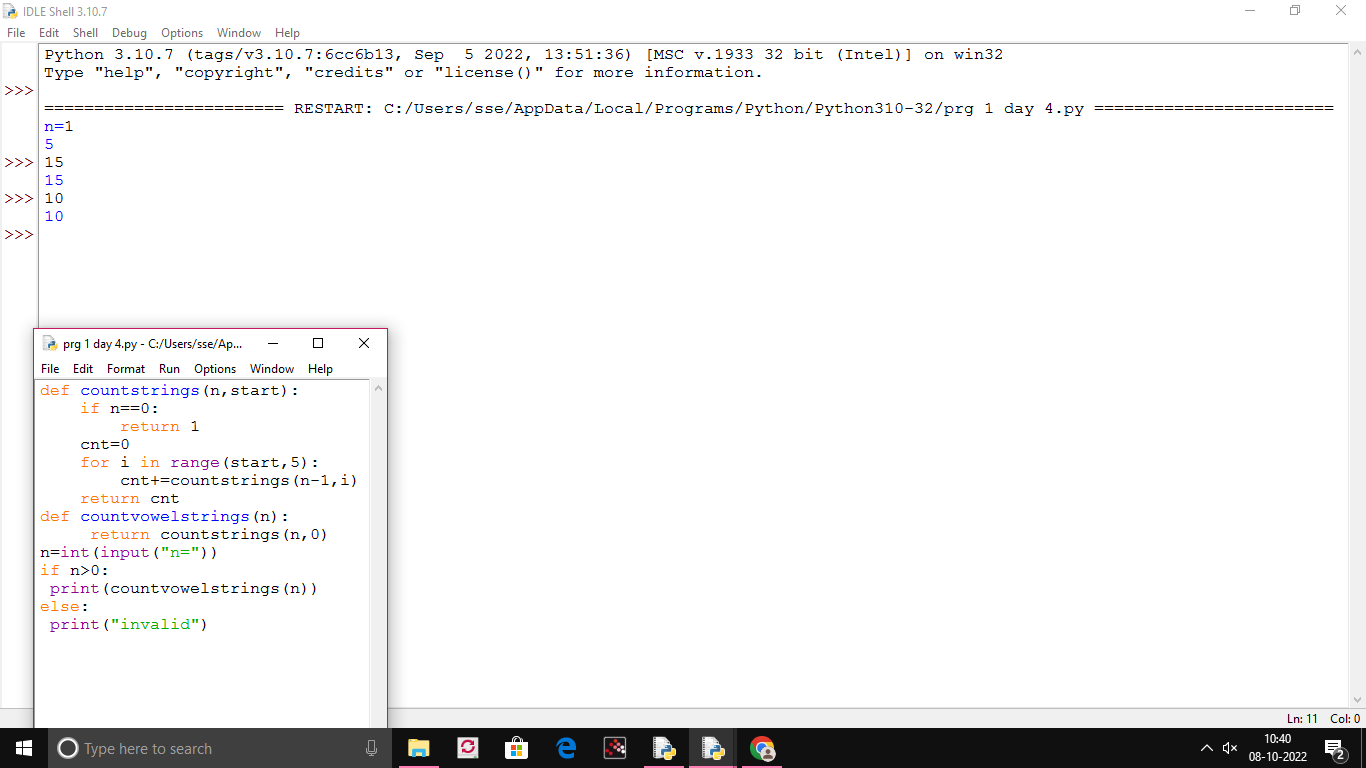 IDLE Shell 3.10.7
File Edit Shell Debug Options Window Help
Python 3.10.7 (tags/v3.10.7:6cc6b13, Sep  5 2022, 13:51:36) [MSC v.1933 32 bit (Intel)] on win32
Type "help", "copyright", "credits" or "license()" for more information.
>>>
======================== RESTART: C:/Users/sse/AppData/Local/Programs/Python/Python310-32/prg 1 day 4.py ========================
n=1
5
>>> 15
15
>>> 10
10
>>>
prg 1 day 4.py - C:/Users/sse/Ap...
File Edit Format Run Options Window Help
def countstrings(n,start):
    if n==0:
        return 1
    cnt=0
    for i in range(start,5):
        cnt+=countstrings(n-1,i)
    return cnt
def countvowelstrings(n):
     return countstrings(n,0)
n=int(input("n="))
if n>0:
 print(countvowelstrings(n))
else:
 print("invalid")
Ln: 11 Col: 0
Type here to search
10:40
08-10-2022
2